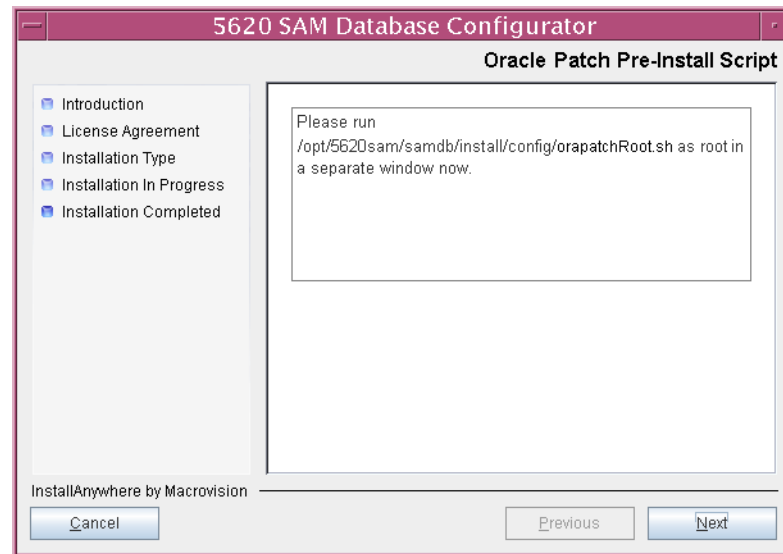 5620 SAM Database Configurator
Oracle Patch Pre-Install Script
Introduction
License Agreement
Installation Type
Installation In Progress
Installation Completed
Please run
/opt/5620sam/samdb/install/config/orapatchRoot.sh as root in
a separate window now.
InstallAnywhere by Macrovision
Cancel
Previous
Next